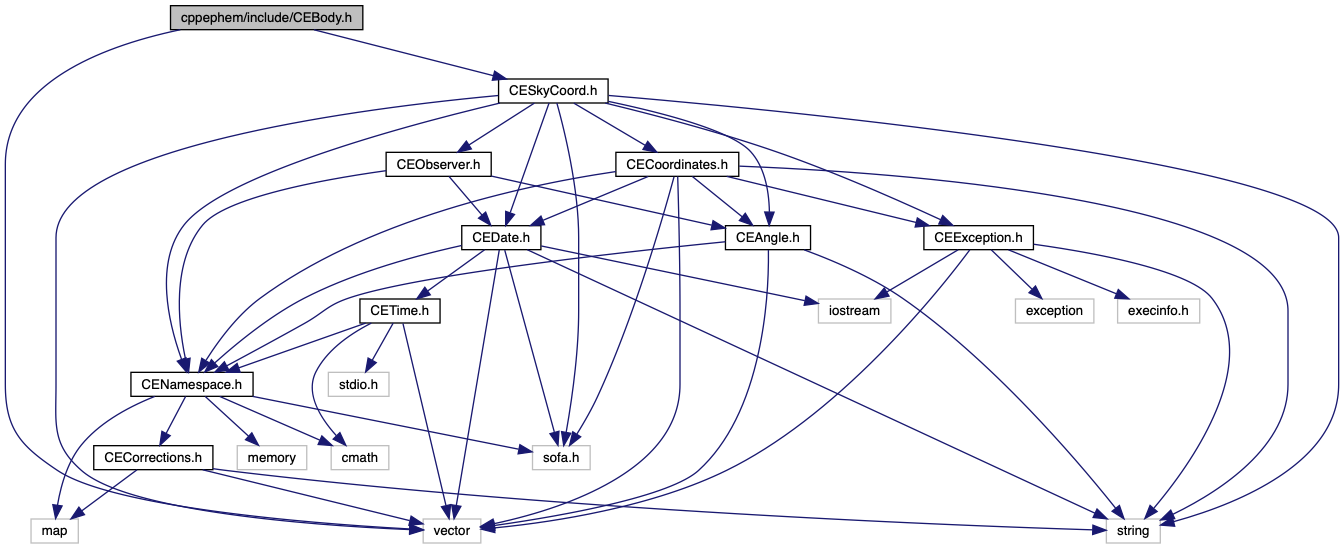 cppephem/include/CEBody.h
CESkyCoord.h
CEObserver.h
CECoordinates.h
CEDate.h
CEAngle.h
CEException.h
CETime.h
iostream
exception
execinfo.h
CENamespace.h
stdio.h
CECorrections.h
memory
cmath
sofa.h
map
vector
string